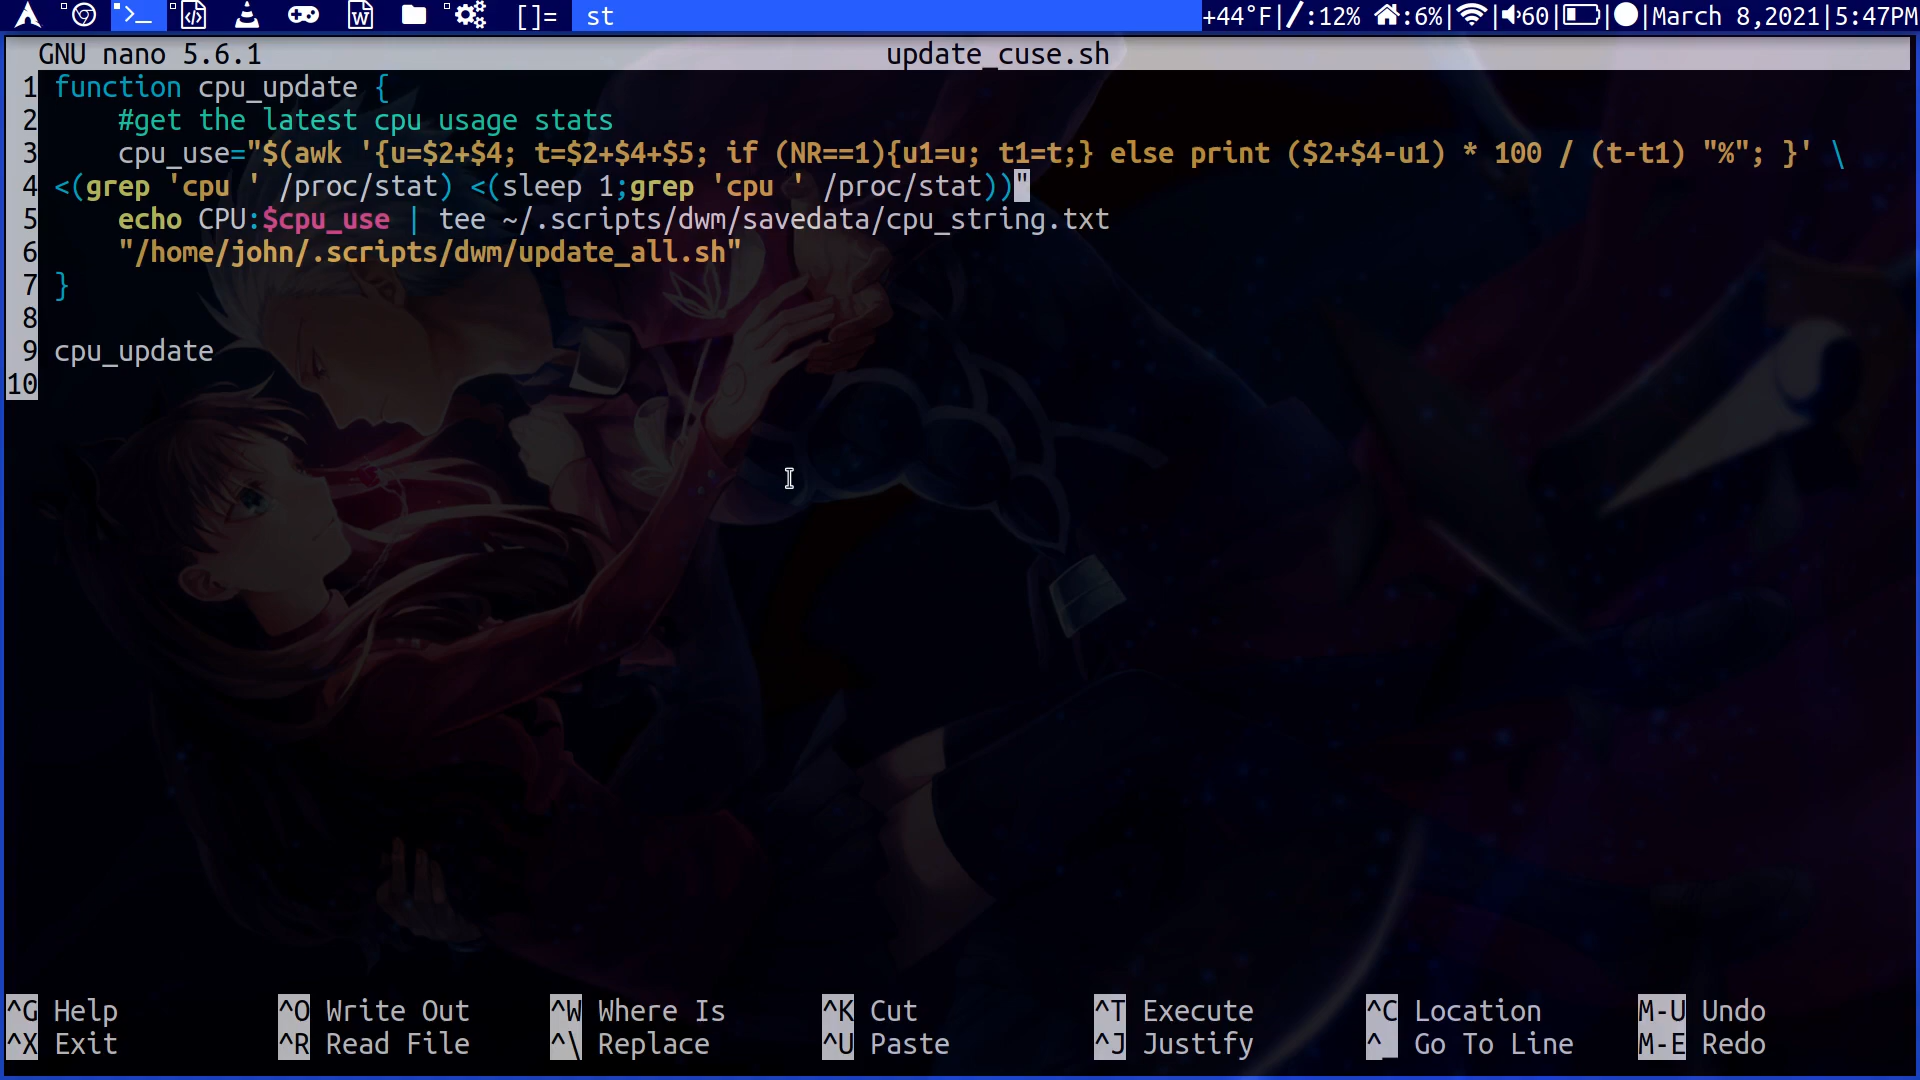 []= st +44°F|/:12% :6%| | 60| | |March 8,2021|5:47PM
GNU nano 5.6.1 update_cuse.sh
1 function cpu_update {
2 #get the latest cpu usage stats
3 cpu_use="$(awk '{u=$2+$4; t=$2+$4+$5; if (NR==1){u1=u; t1=t;} else print ($2+$4-u1) * 100 / (t-t1) "%"; }' \
4 <(grep 'cpu ' /proc/stat) <(sleep 1;grep 'cpu ' /proc/stat))"
5 echo CPU:$cpu_use | tee ~/.scripts/dwm/savedata/cpu_string.txt
6 "/home/john/.scripts/dwm/update_all.sh"
7 }
8
9 cpu_update
10
^G Help ^O Write Out ^W Where Is ^K Cut ^T Execute ^C Location M-U Undo
^X Exit ^R Read File ^\ Replace ^U Paste ^J Justify ^_ Go To Line M-E Redo